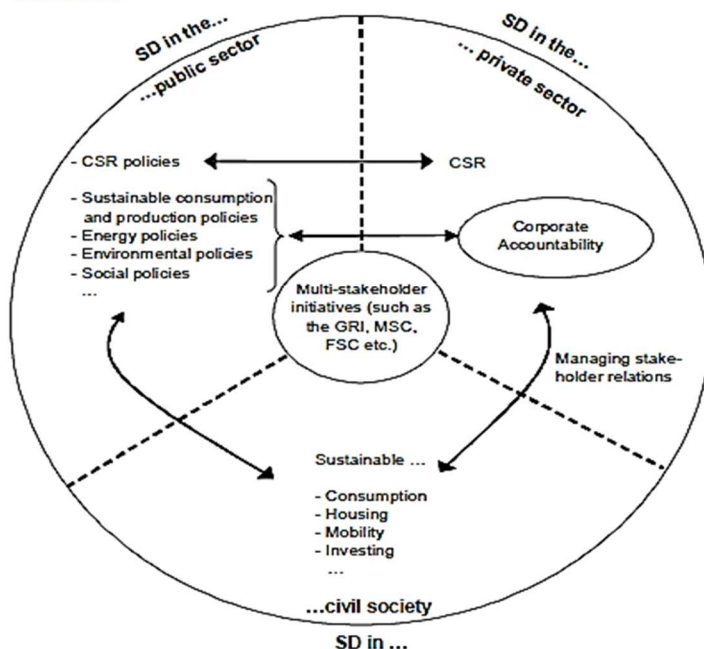 SD in the...
...public sector
SD in the...
... private sector
- CSR policies
CSR
- Sustainable consumption
and production policies
- Energy policies
- Environmental policies
- Social policies
...
Corporate
Accountability
Multi-stakeholder
initiatives (such as
the GRI, MSC,
FSC etc.)
Managing stake-
holder relations
Sustainable ...
- Consumption
- Housing
- Mobility
- Investing
...
...civil society
SD in ...